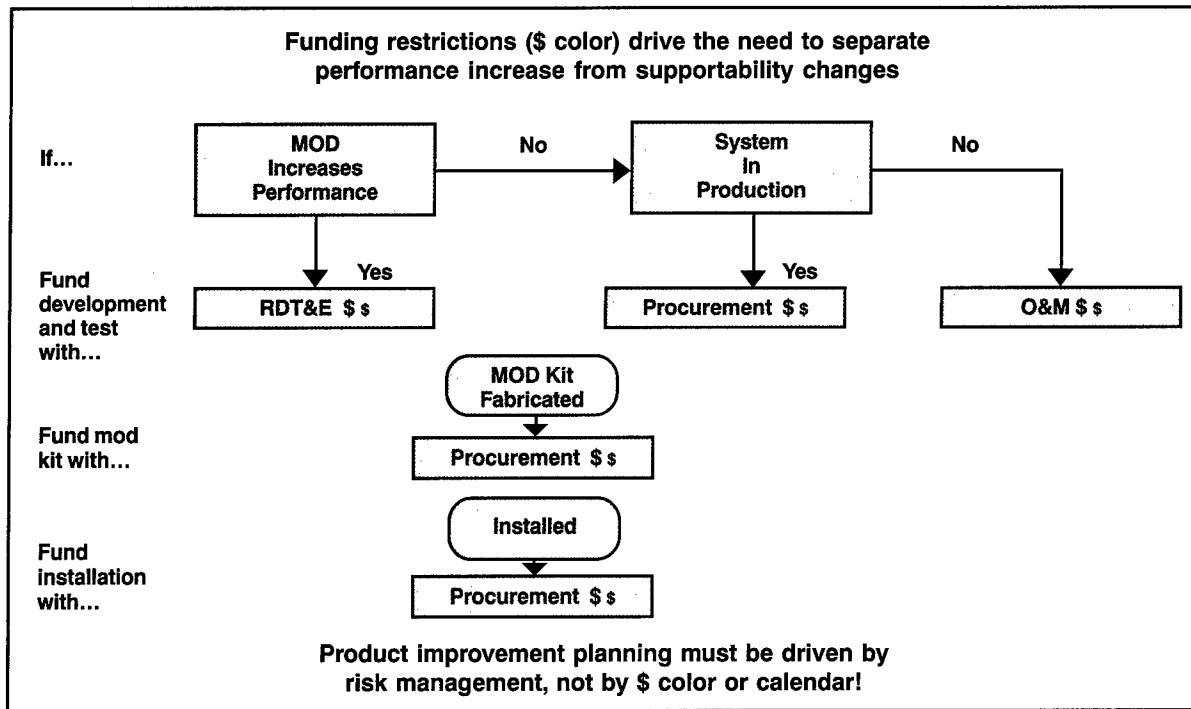 Funding restrictions ($ color) drive the need to separate
performance increase from supportability changes
If...
MOD
Increases
Performance
No
System
In
Production
No
Fund
development
and test
with...
Yes
RDT&E $ $
Yes
Procurement $ $
O&M $ $
MOD Kit
Fabricated
Fund mod
kit with...
Procurement $ $
Installed
Fund
installation
with...
Procurement $ $
Product improvement planning must be driven by
risk management, not by $ color or calendar!